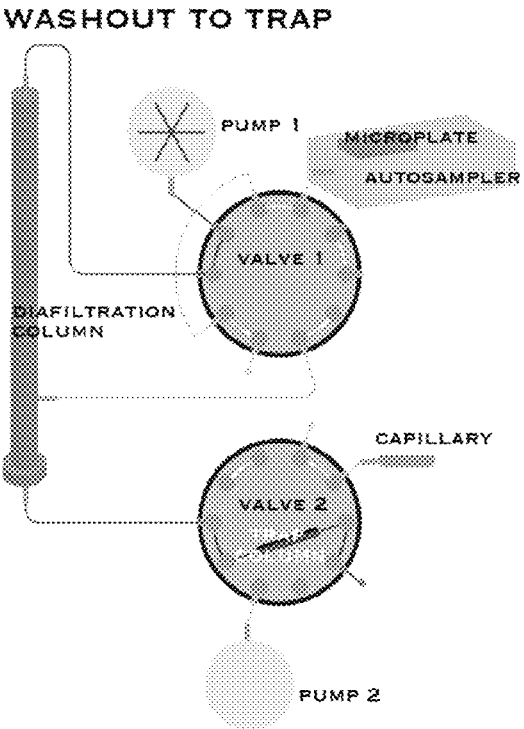 WASHOUT TO TRAP
PUMP 1
MICROPLATE
AUTOSAMPLER
VALVE 1
DIAFILTRATION
COLUMN
CAPILLARY
VALVE 2
PUMP 2